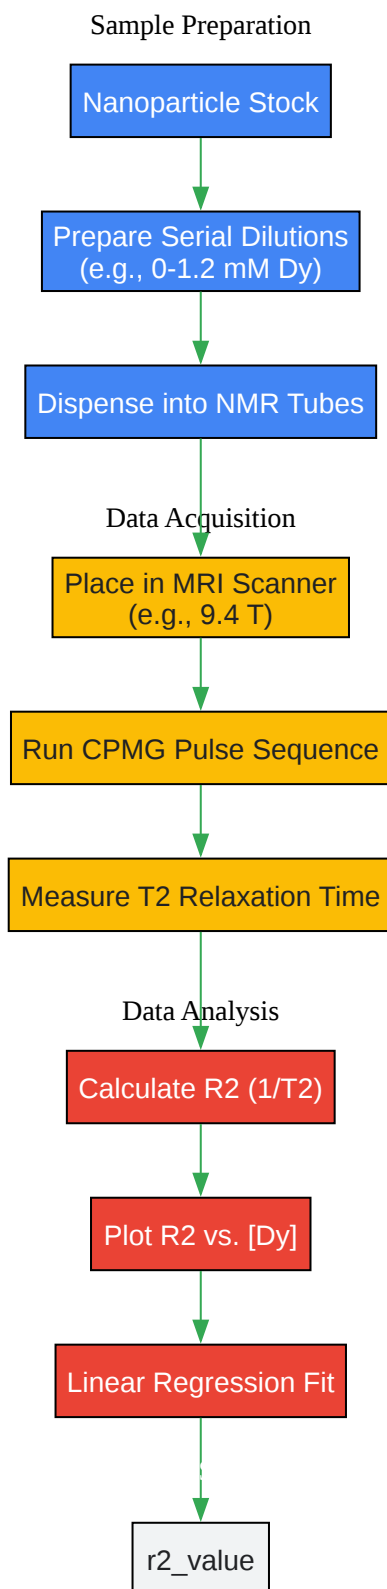 Sample Preparation
Nanoparticle Stock
Prepare Serial Dilutions
(e.g., 0-1.2 mM Dy)
Dispense into NMR Tubes
Data Acquisition
Place in MRI Scanner
(e.g., 9.4 T)
Run CPMG Pulse Sequence
Measure T2 Relaxation Time
Data Analysis
Calculate R2 (1/T2)
Plot R2 vs. [Dy]
Linear Regression Fit
r2_value